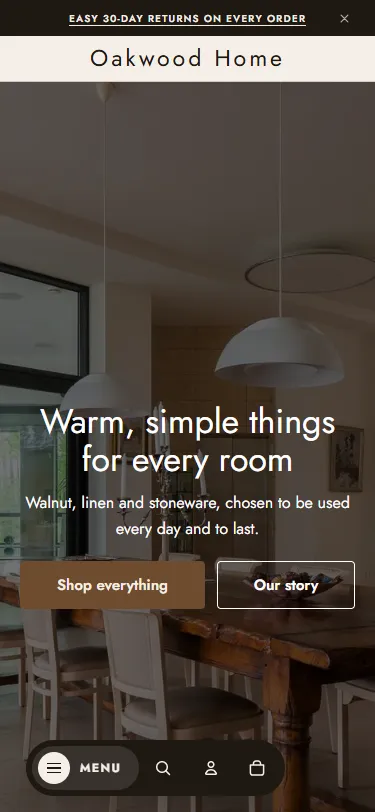 EASY 30-DAY RETURNS ON EVERY ORDER
Oakwood Home
Warm, simple things
for every room
Walnut, linen and stoneware, chosen to be used
every day and to last.
Shop everything
Our story
MENU